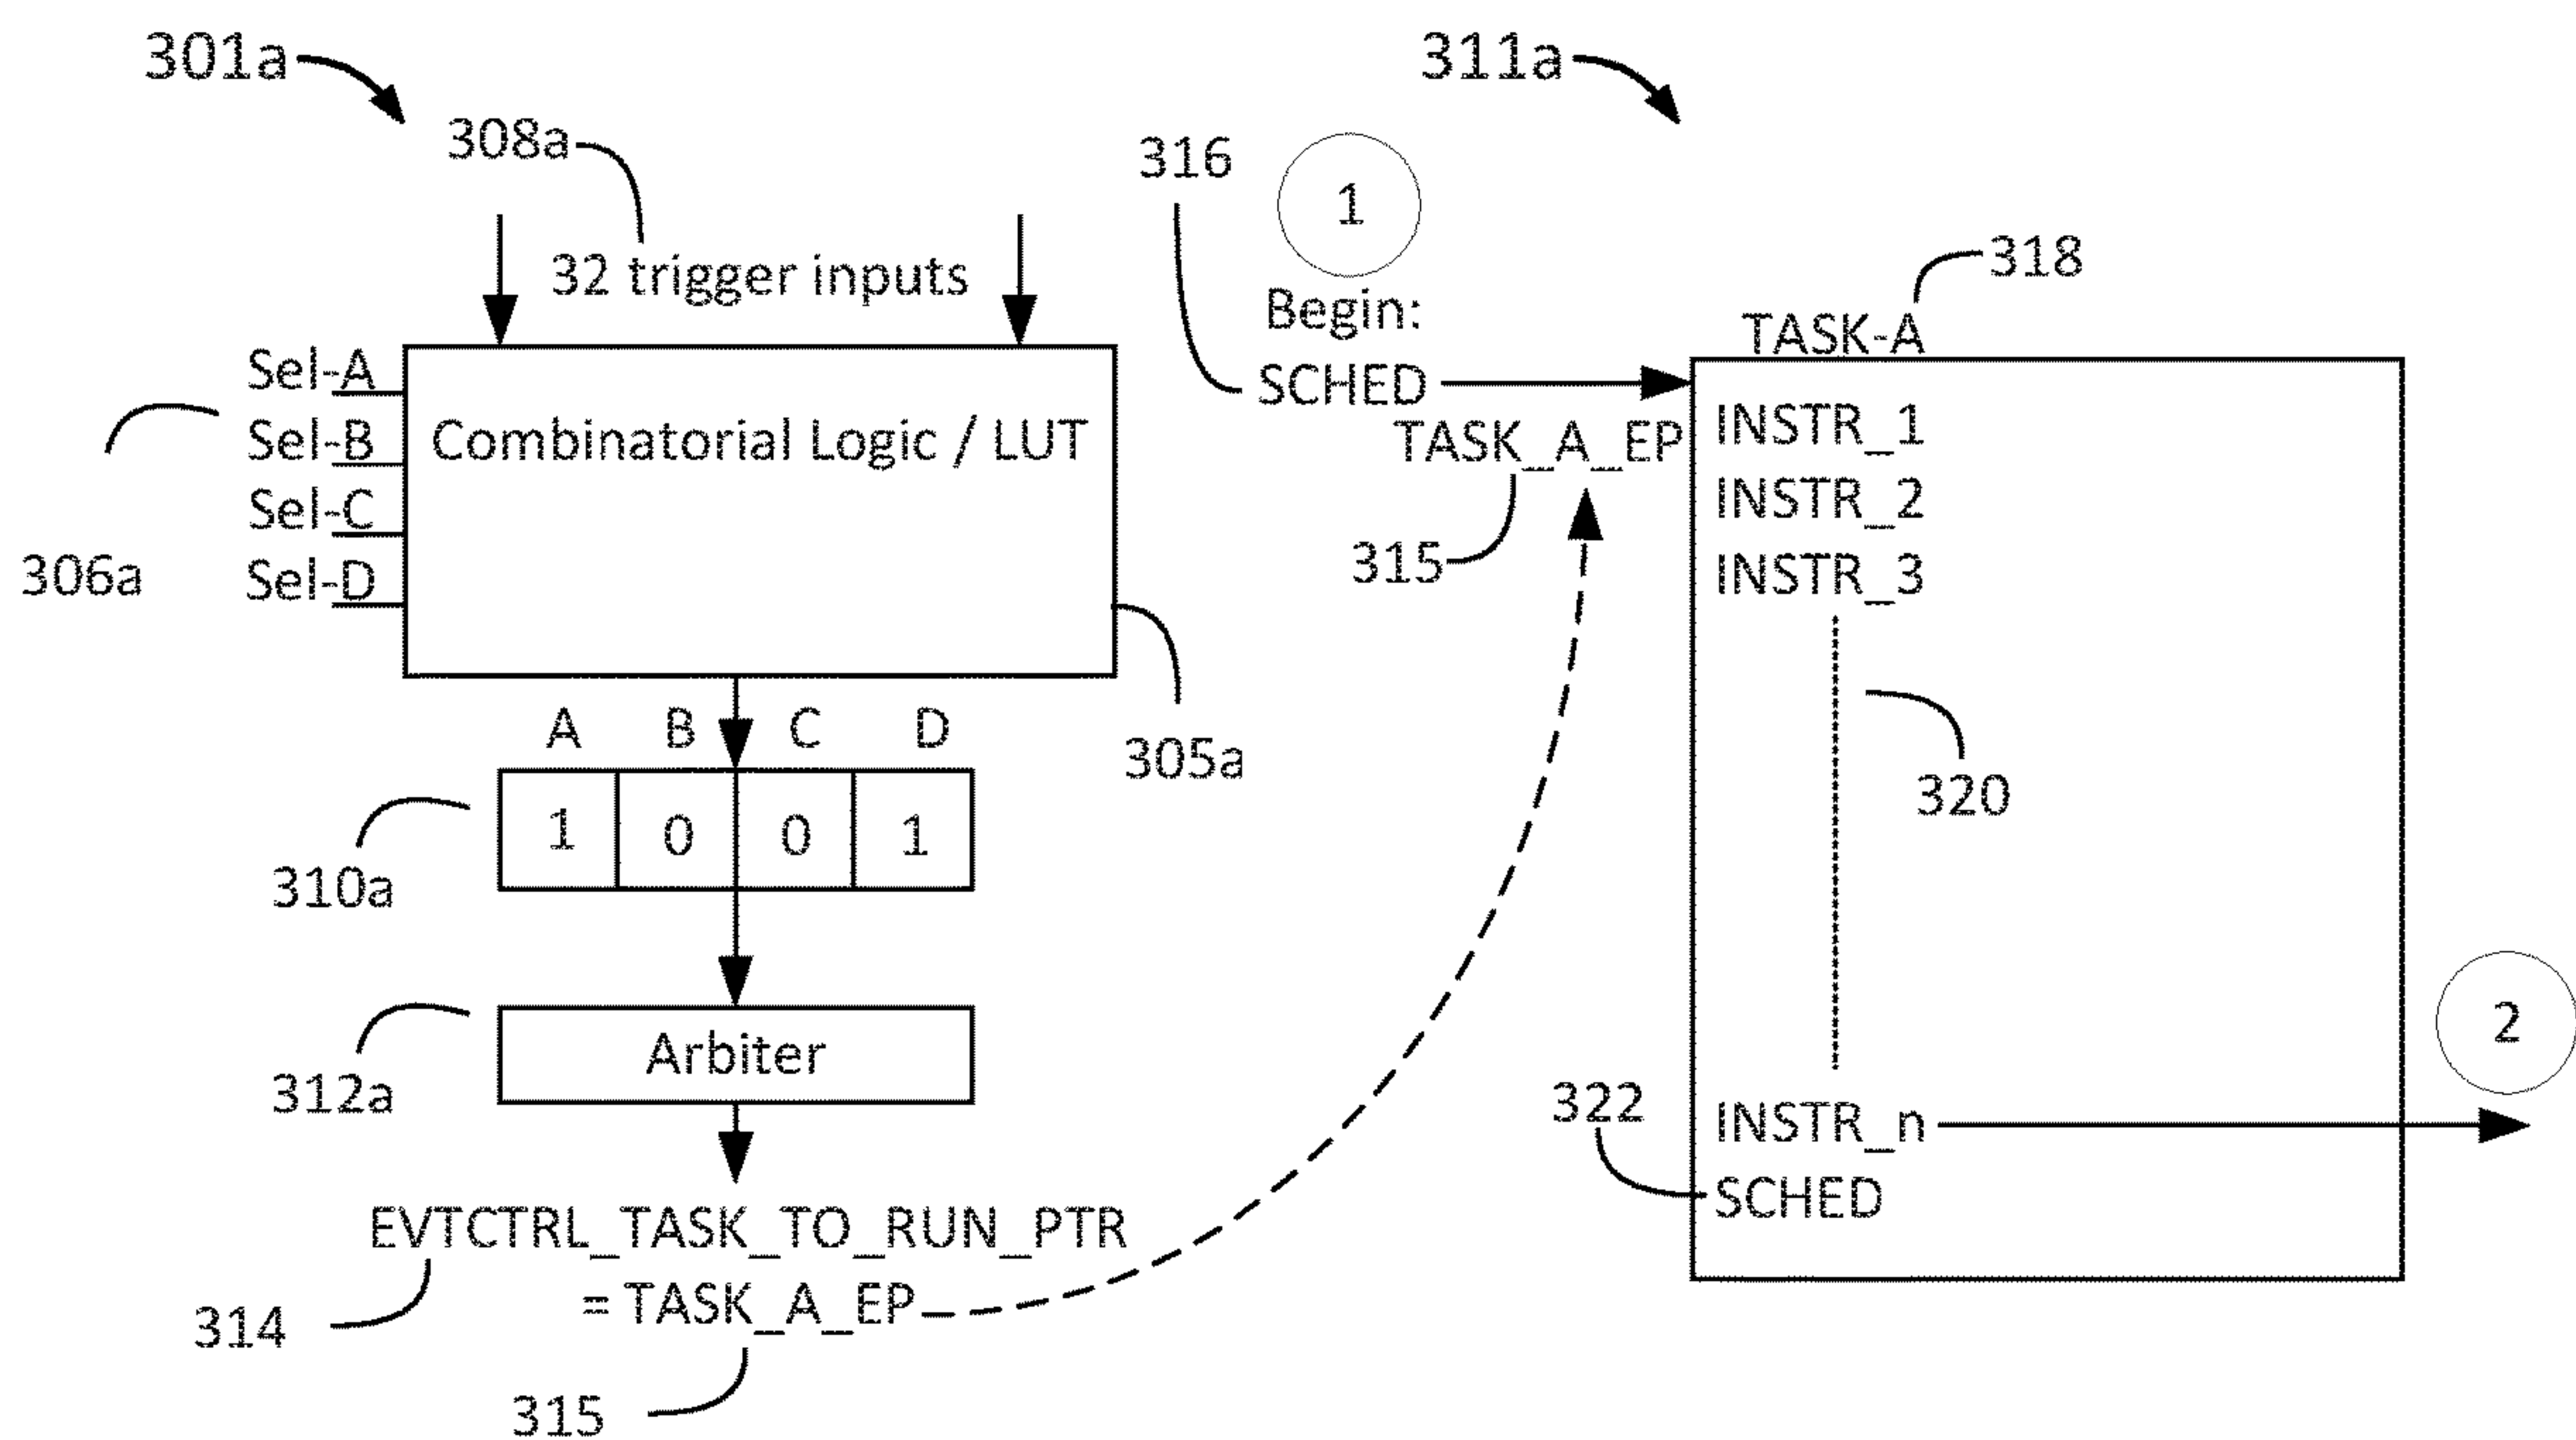 301a
311a
308a
316
1
32 trigger inputs
318
Begin:
TASK-A
Sel-A
SCHED
Sel-B
Combinatorial Logic / LUT
TASK_A_EP
INSTR_1
Sel-C
INSTR_2
306a
Sel-D
315
INSTR_3
A B C D
305a
320
1 0 0 1
310a
2
Arbiter
312a
322
INSTR_n
SCHED
EVTCTRL_TASK_TO_RUN_PTR
= TASK_A_EP
314
315